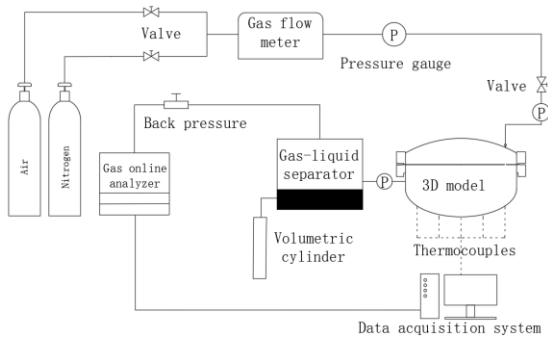 Valve
Gas flow
meter
P
Pressure gauge
Valve
P
Air
Nitrogen
Back pressure
Gas online
analyzer
Gas-liquid
separator
P
3D model
Volumetric
cylinder
Thermocouples
Data acquisition system